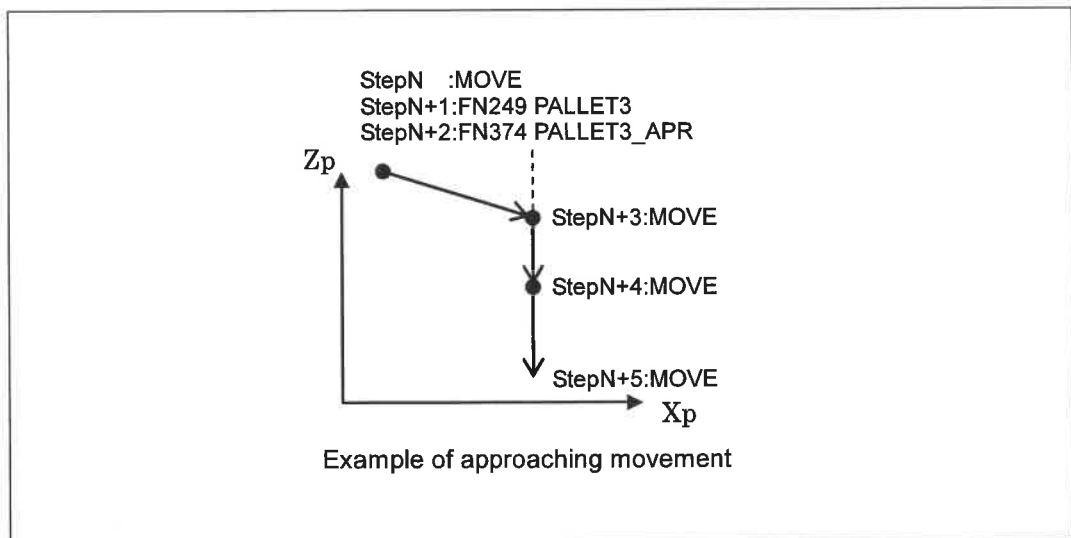 StepN :MOVE
StepN+1:FN249 PALLET3
StepN+2:FN374 PALLET3_APR
Zp
StepN+3:MOVE
StepN+4:MOVE
StepN+5:MOVE
Xp
Example of approaching movement